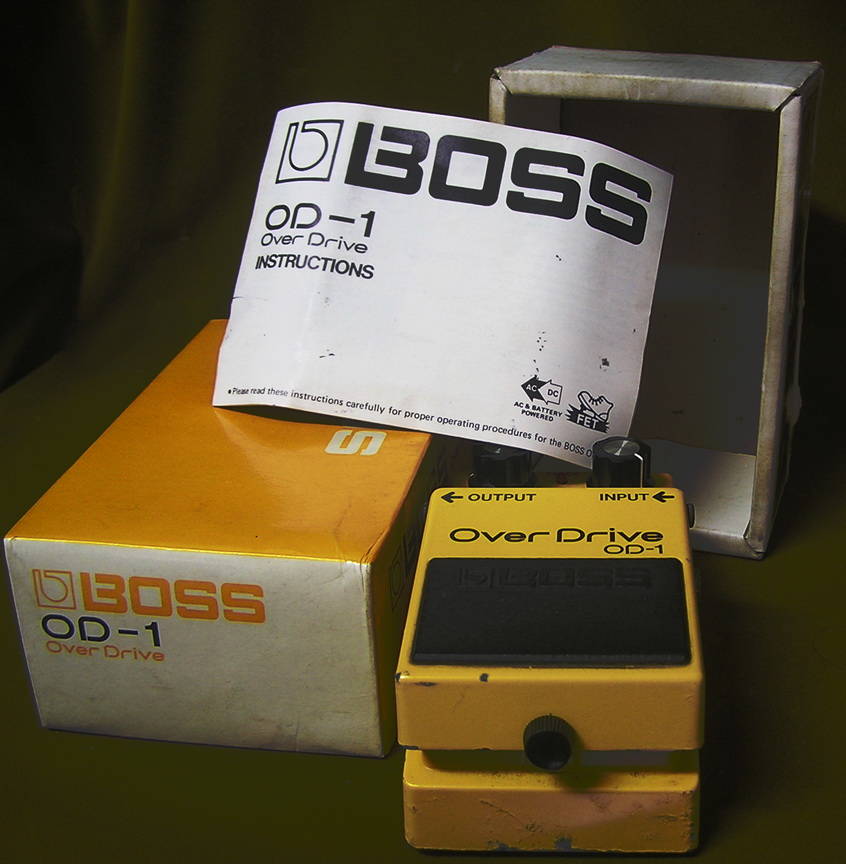 BOSS
OD-1
Over Drive
INSTRUCTIONS
•Please read these instructions carefully for proper operating procedures for the BOSS O
AC DC
AC & BATTERY
POWERED
FET
S
BOSS
OD-1
Over Drive
←OUTPUT INPUT←
Over Drive
OD-1
BOSS